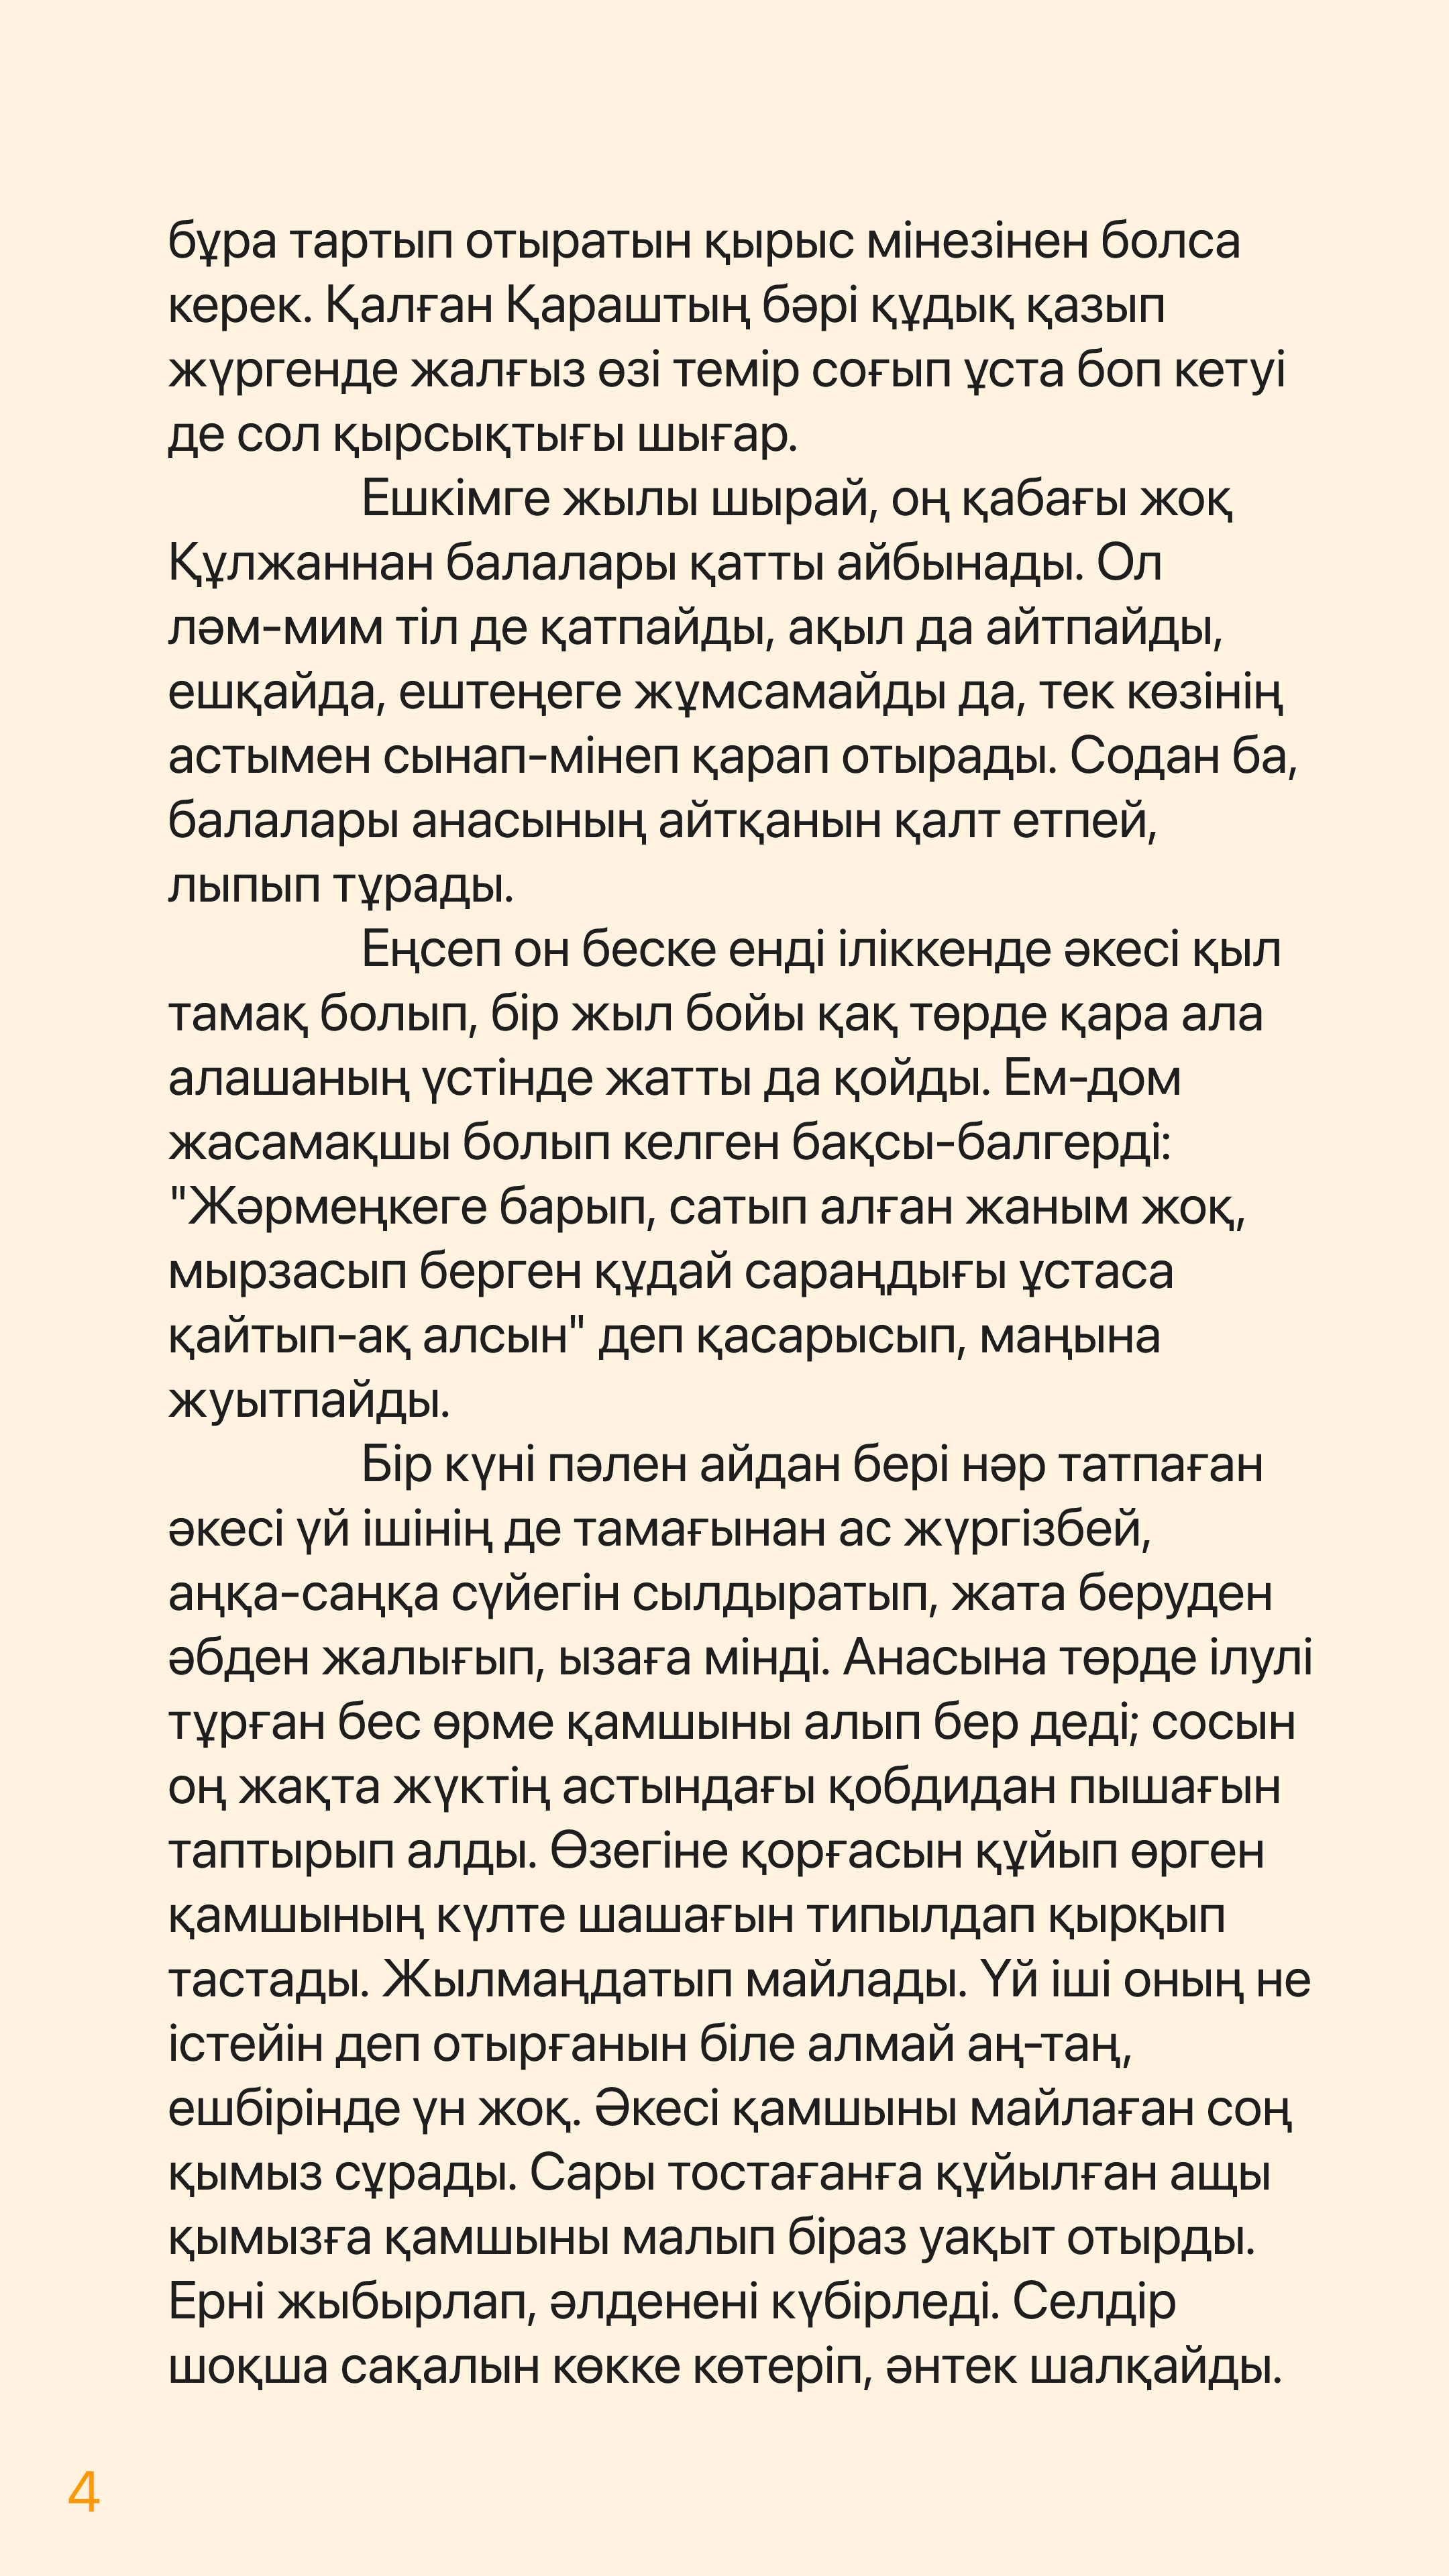 бұра тартып отыратын қырыс мінезінен болса
керек. Қалған Қараштың бәрі құдық қазып
жүргенде жалғыз өзі темір соғып ұста боп кетуі
де сол қырсықтығы шығар.
Ешкімге жылы шырай, оң қабағы жоқ
Құлжаннан балалары қатты айбынады. Ол
ләм-мим тіл де қатпайды, ақыл да айтпайды,
ешқайда, ештеңеге жұмсамайды да, тек көзінің
астымен сынап-мінеп қарап отырады. Содан ба,
балалары анасының айтқанын қалт етпей,
лыпып тұрады.
Еңсеп он беске енді іліккенде әкесі қыл
тамақ болып, бір жыл бойы қақ төрде қара ала
алашаның үстінде жатты да қойды. Ем-дом
жасамақшы болып келген бақсы-балгерді:
"Жәрмеңкеге барып, сатып алған жаным жоқ,
мырзасып берген құдай сараңдығы ұстаса
қайтып-ақ алсын" деп қасарысып, маңына
жуытпайды.
Бір күні пәлен айдан бері нәр татпаған
әкесі үй ішінің де тамағынан ас жүргізбей,
аңқа-саңқа сүйегін сылдыратып, жата беруден
әбден жалығып, ызаға мінді. Анасына төрде ілулі
тұрған бес өрме қамшыны алып бер деді; сосын
оң жақта жүктің астындағы қобдидан пышағын
таптырып алды. Өзегіне қорғасын құйып өрген
қамшының күлте шашағын типылдап қырқып
тастады. Жылмаңдатып майлады. Үй іші оның не
істейін деп отырғанын біле алмай аң-таң,
ешбірінде үн жоқ. Әкесі қамшыны майлаған соң
қымыз сұрады. Сары тостағанға құйылған ащы
қымызға қамшыны малып біраз уақыт отырды.
Ерні жыбырлап, әлденені күбірледі. Селдір
шоқша сақалын көкке көтеріп, әнтек шалқайды.
4